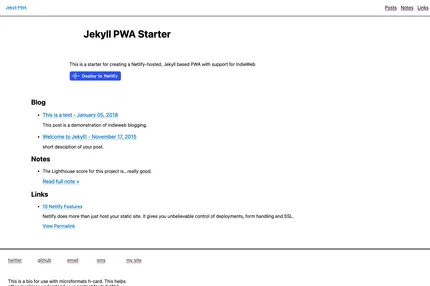 Jekyll PWA
Posts Notes Links
Jekyll PWA Starter
This is a starter for creating a Netlify-hosted, Jekyll based PWA with support for IndieWeb
Deploy to Netlify
Blog
This is a test - January 05, 2018
This post is a demonstration of indieweb blogging.
Welcome to Jekyll! - November 17, 2015
short desciption of your post.
Notes
The Lighthouse score for this project is...really good.
Read full note »
Links
10 Netlify Features
Netlify does more than just host your static site. It gives you unbelievable control of deployments, form handling and SSL.
View Permalink
twitter github email sms my site
This is a bio for use with microformats h-card. This helps